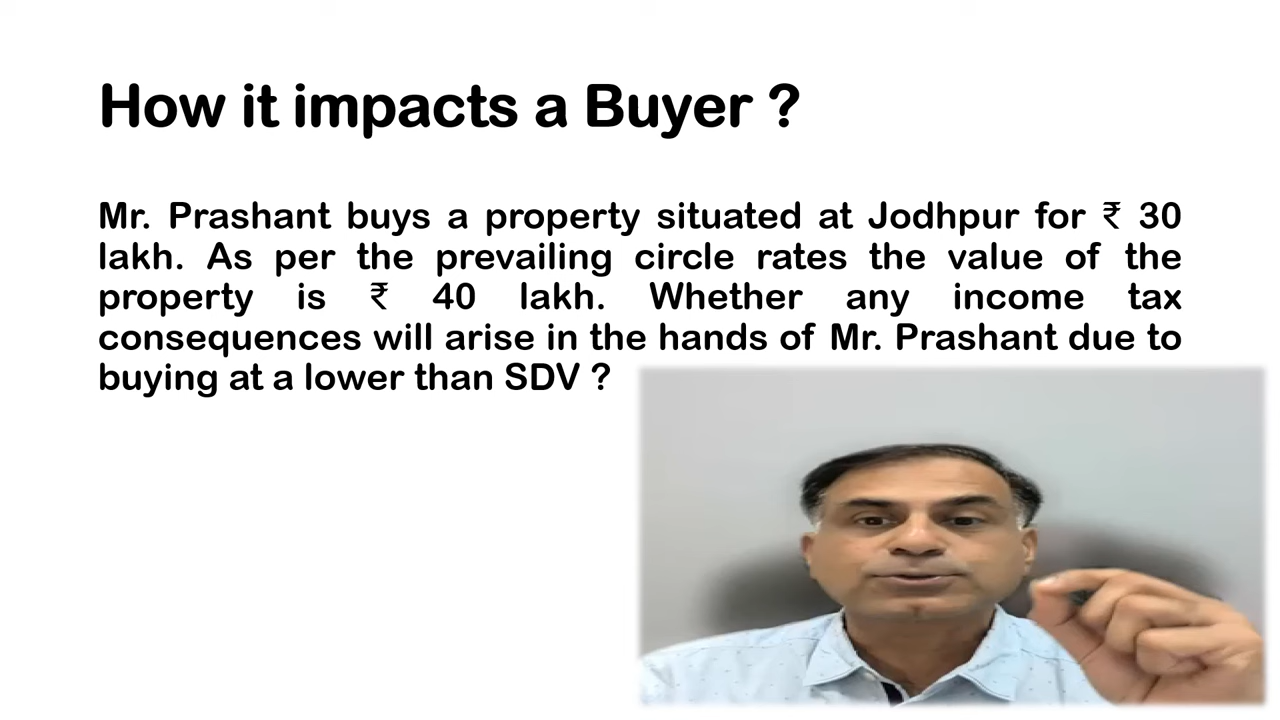 How it impacts a Buyer ?
Mr. Prashant buys a property situated at Jodhpur for ₹ 30
lakh. As per the prevailing circle rates the value of the
property is ₹ 40 lakh. Whether any income tax
consequences will arise in the hands of Mr. Prashant due to
buying at a lower than SDV ?